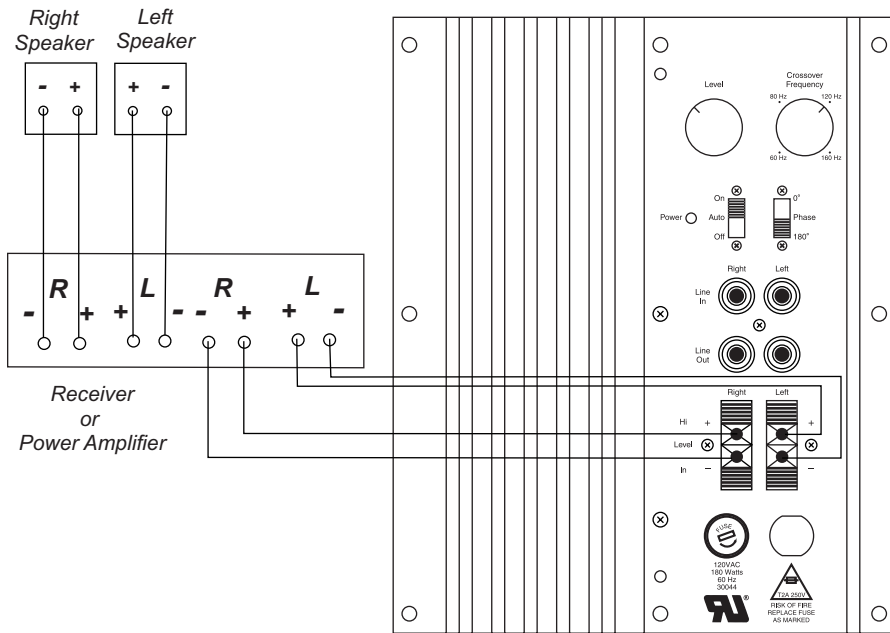 Right
Speaker
Left
Speaker
- +
+ -
R L R L
- + + - - + + -
Receiver
or
Power Amplifier
Level
Crossover
Frequency
80 Hz 120 Hz
60 Hz 160 Hz
On
Auto
Off
Power
0°
Phase
180°
Right Left
Line
In
Line
Out
Right Left
Hi + +
Level
In - -
FUSE
120VAC
180 Watts
60 Hz
30044
RU ®
T2A 250V
RISK OF FIRE
REPLACE FUSE
AS MARKED